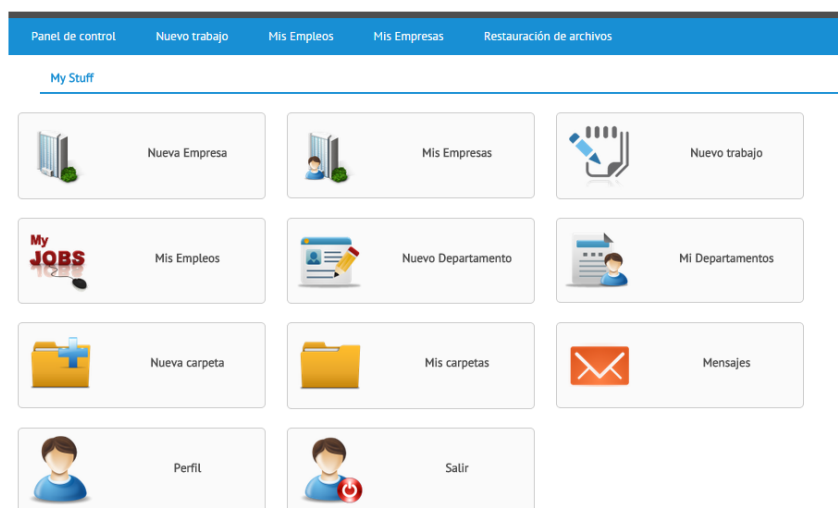 Panel de control Nuevo trabajo Mis Empleos Mis Empresas Restauración de archivos
My Stuff
Nueva Empresa
Mis Empresas
Nuevo trabajo
My
JOBS
Mis Empleos
Nuevo Departamento
Mi Departamentos
Nueva carpeta
Mis carpetas
Mensajes
Perfil
Salir